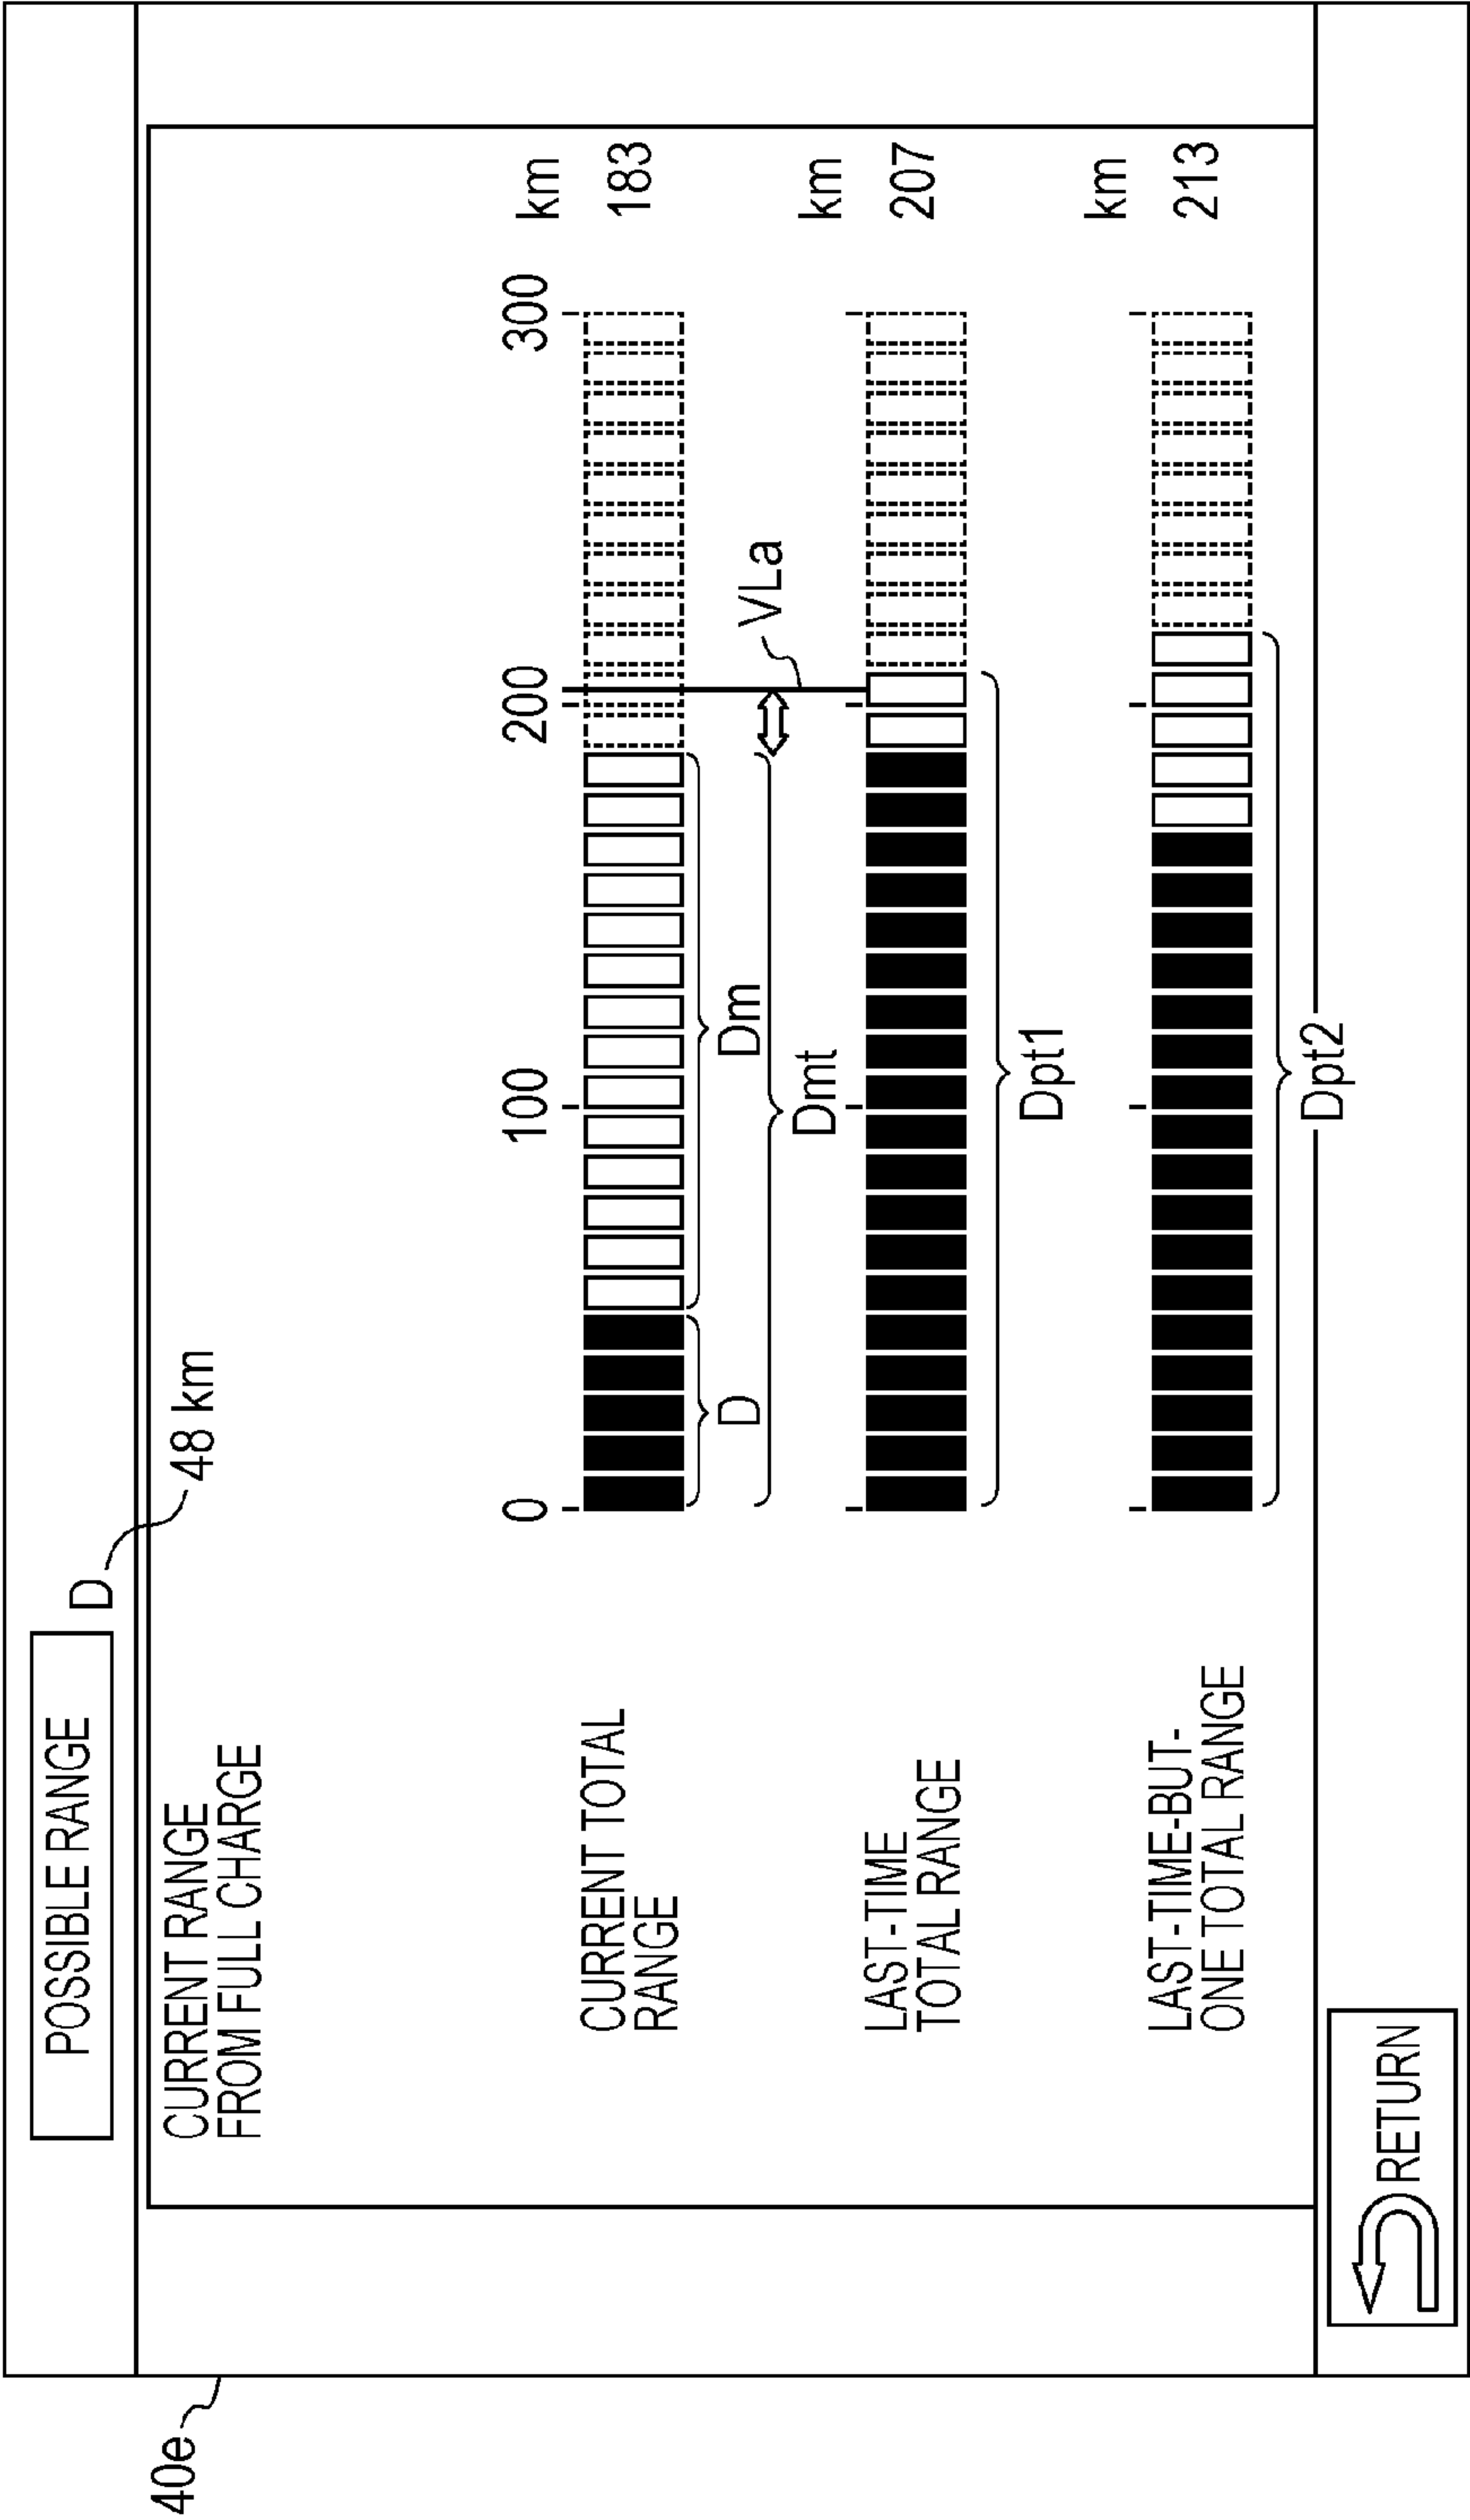 40e
POSSIBLE RANGE
D
CURRENT RANGE
FROM FULL CHARGE
48 km
0
100
200
300
km
CURRENT TOTAL
RANGE
183
D
Dm
Dmt
VLa
km
LAST-TIME
TOTAL RANGE
207
Dpt1
km
LAST-TIME-BUT-
ONE TOTAL RANGE
213
Dpt2
RETURN